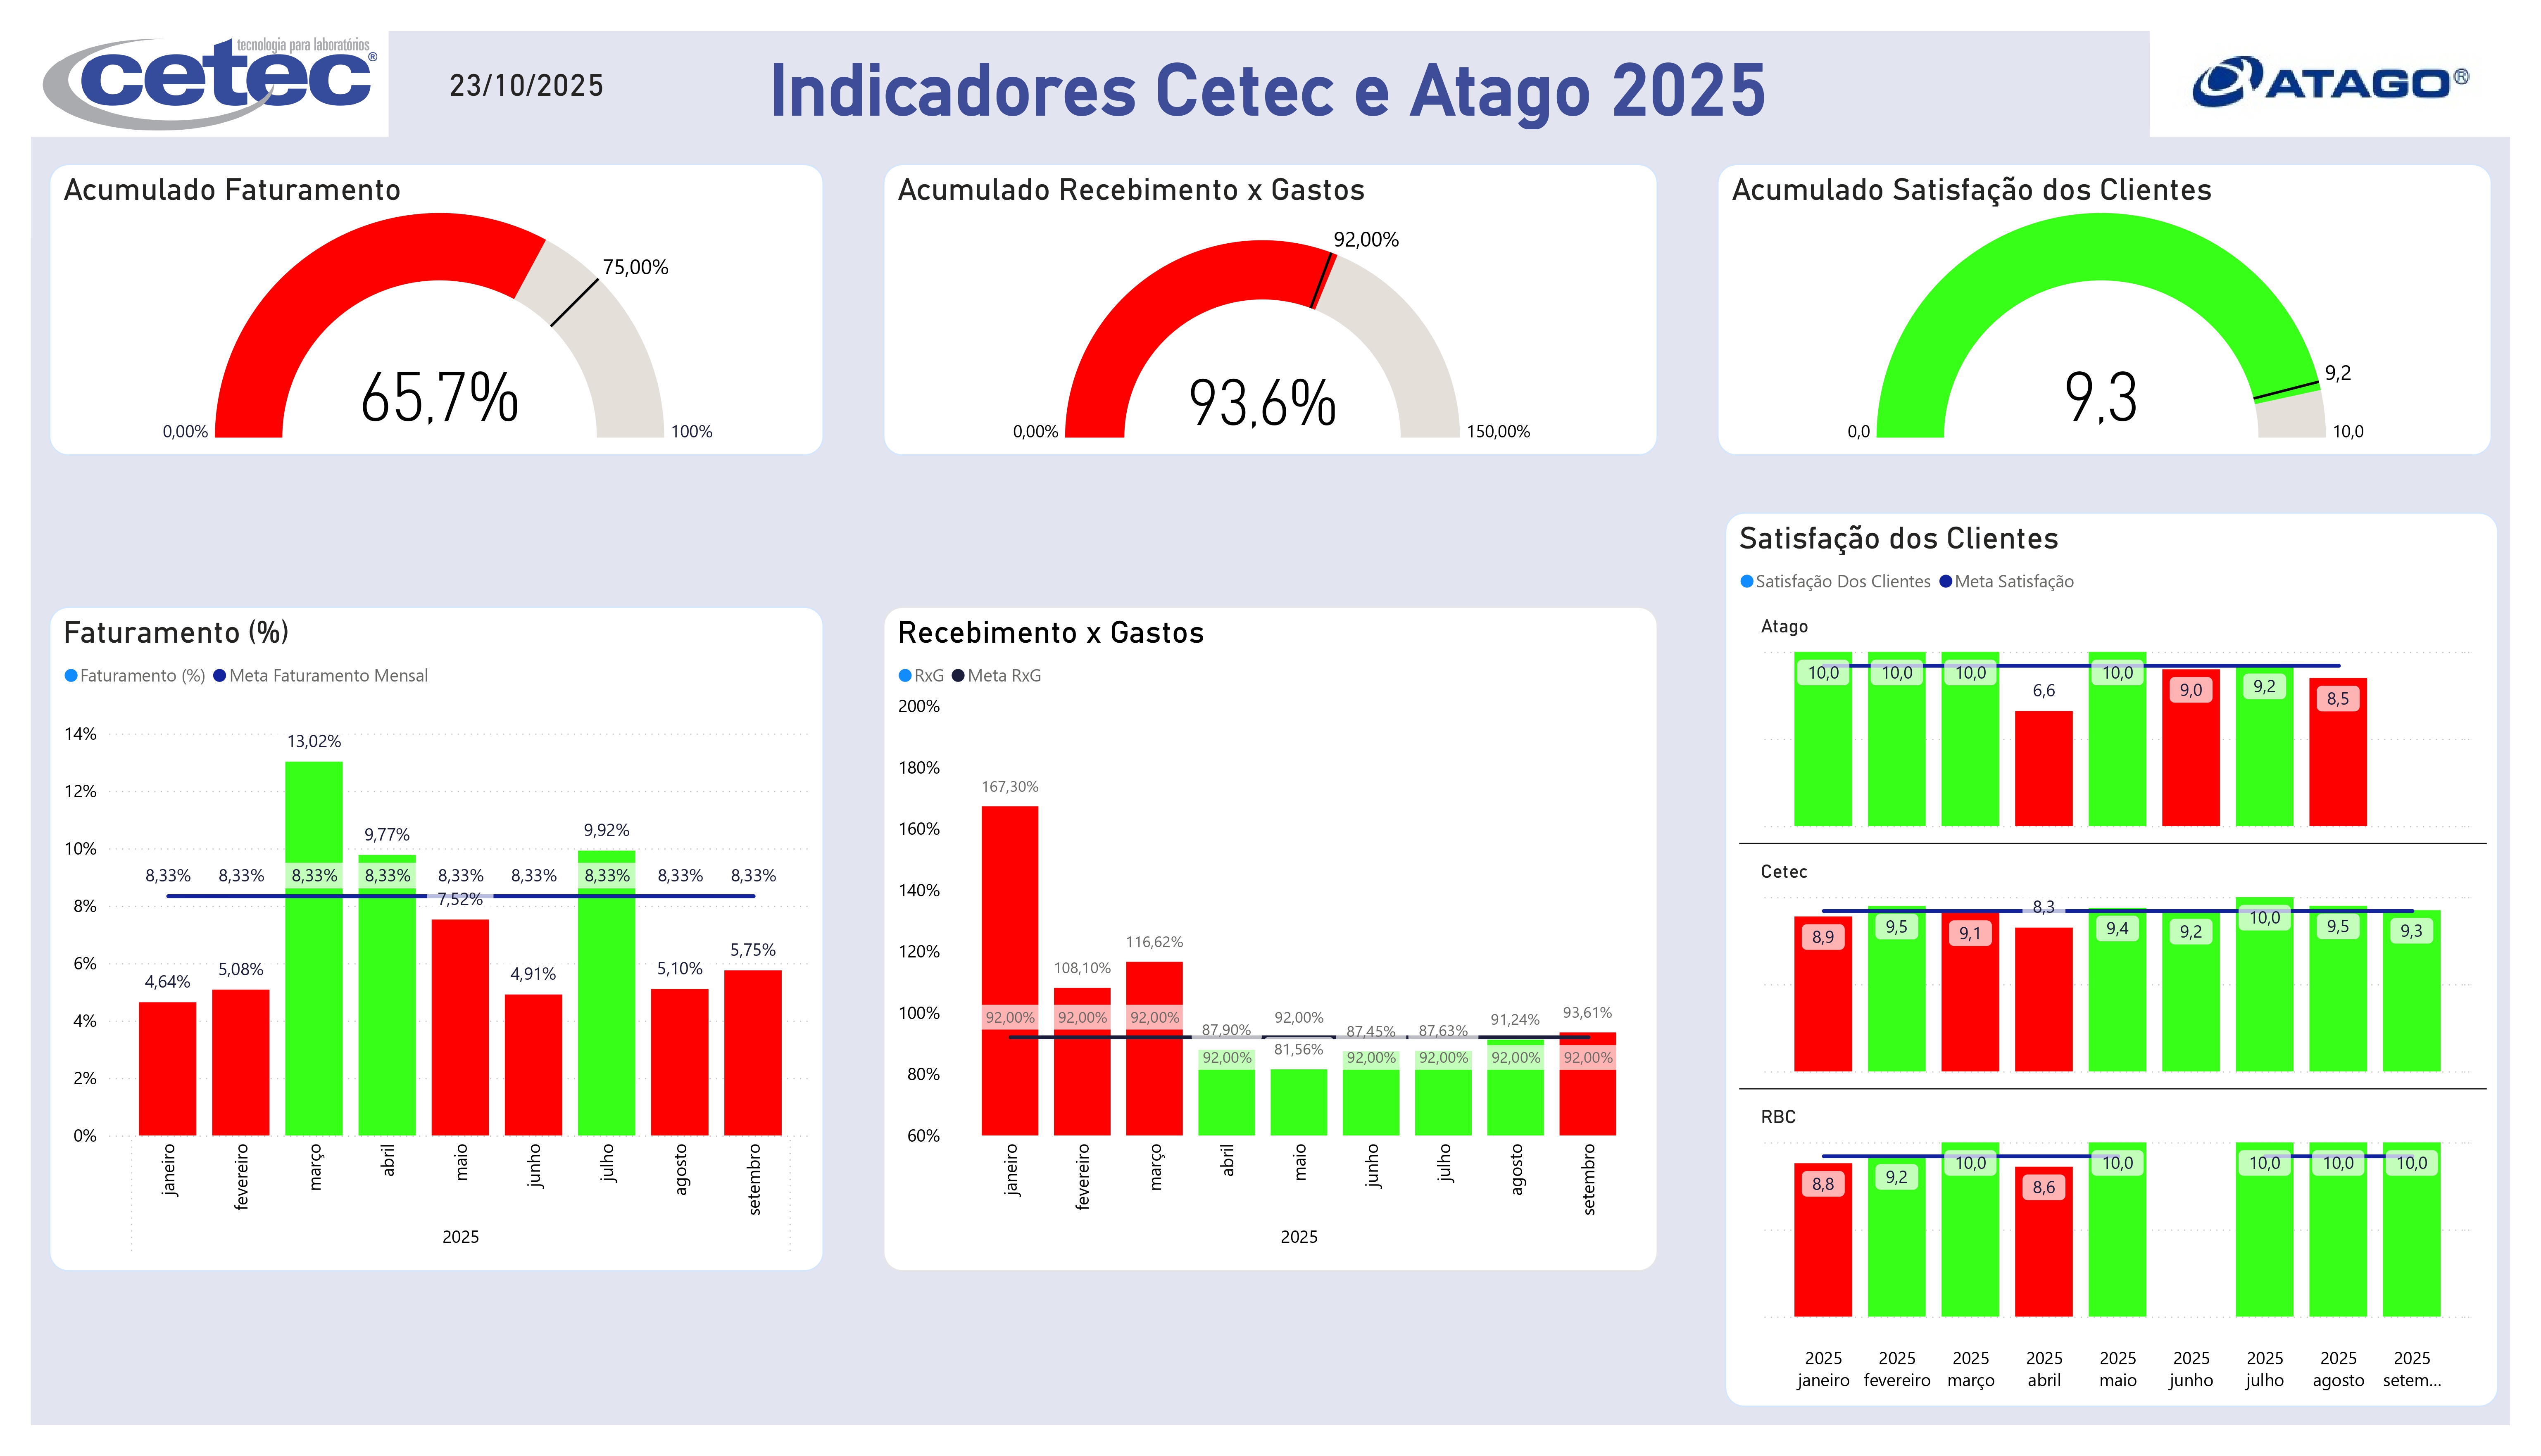 tecnologia para laboratórios
cetec®
23/10/2025
Indicadores Cetec e Atago 2025
ATAGO®
Acumulado Faturamento
75,00%
65,7%
0,00%
100%
Acumulado Recebimento x Gastos
92,00%
93,6%
0,00%
150,00%
Acumulado Satisfação dos Clientes
9,2
9,3
0,0
10,0
Faturamento (%)
Faturamento (%) Meta Faturamento Mensal
14%
12%
10%
8%
6%
4%
2%
0%
13,02%
9,77%
9,92%
8,33% 8,33% 8,33% 8,33% 8,33% 8,33% 8,33% 8,33% 8,33%
7,52%
4,64%
5,08%
4,91%
5,10%
5,75%
janeiro
fevereiro
março
abril
maio
junho
julho
agosto
setembro
2025
Recebimento x Gastos
RxG Meta RxG
200%
180%
160%
140%
120%
100%
80%
60%
167,30%
108,10%
116,62%
87,90%
92,00%
87,45%
87,63%
91,24%
93,61%
92,00% 92,00% 92,00%
81,56%
92,00% 92,00% 92,00% 92,00% 92,00%
janeiro
fevereiro
março
abril
maio
junho
julho
agosto
setembro
2025
Satisfação dos Clientes
Satisfação Dos Clientes Meta Satisfação
Atago
10,0 10,0 10,0 6,6 10,0 9,0 9,2 8,5
Cetec
8,9 9,5 9,1 8,3 9,4 9,2 10,0 9,5 9,3
RBC
8,8 9,2 10,0 8,6 10,0 10,0 10,0 10,0
2025 2025 2025 2025 2025 2025 2025 2025 2025
janeiro fevereiro março abril maio junho julho agosto setem...